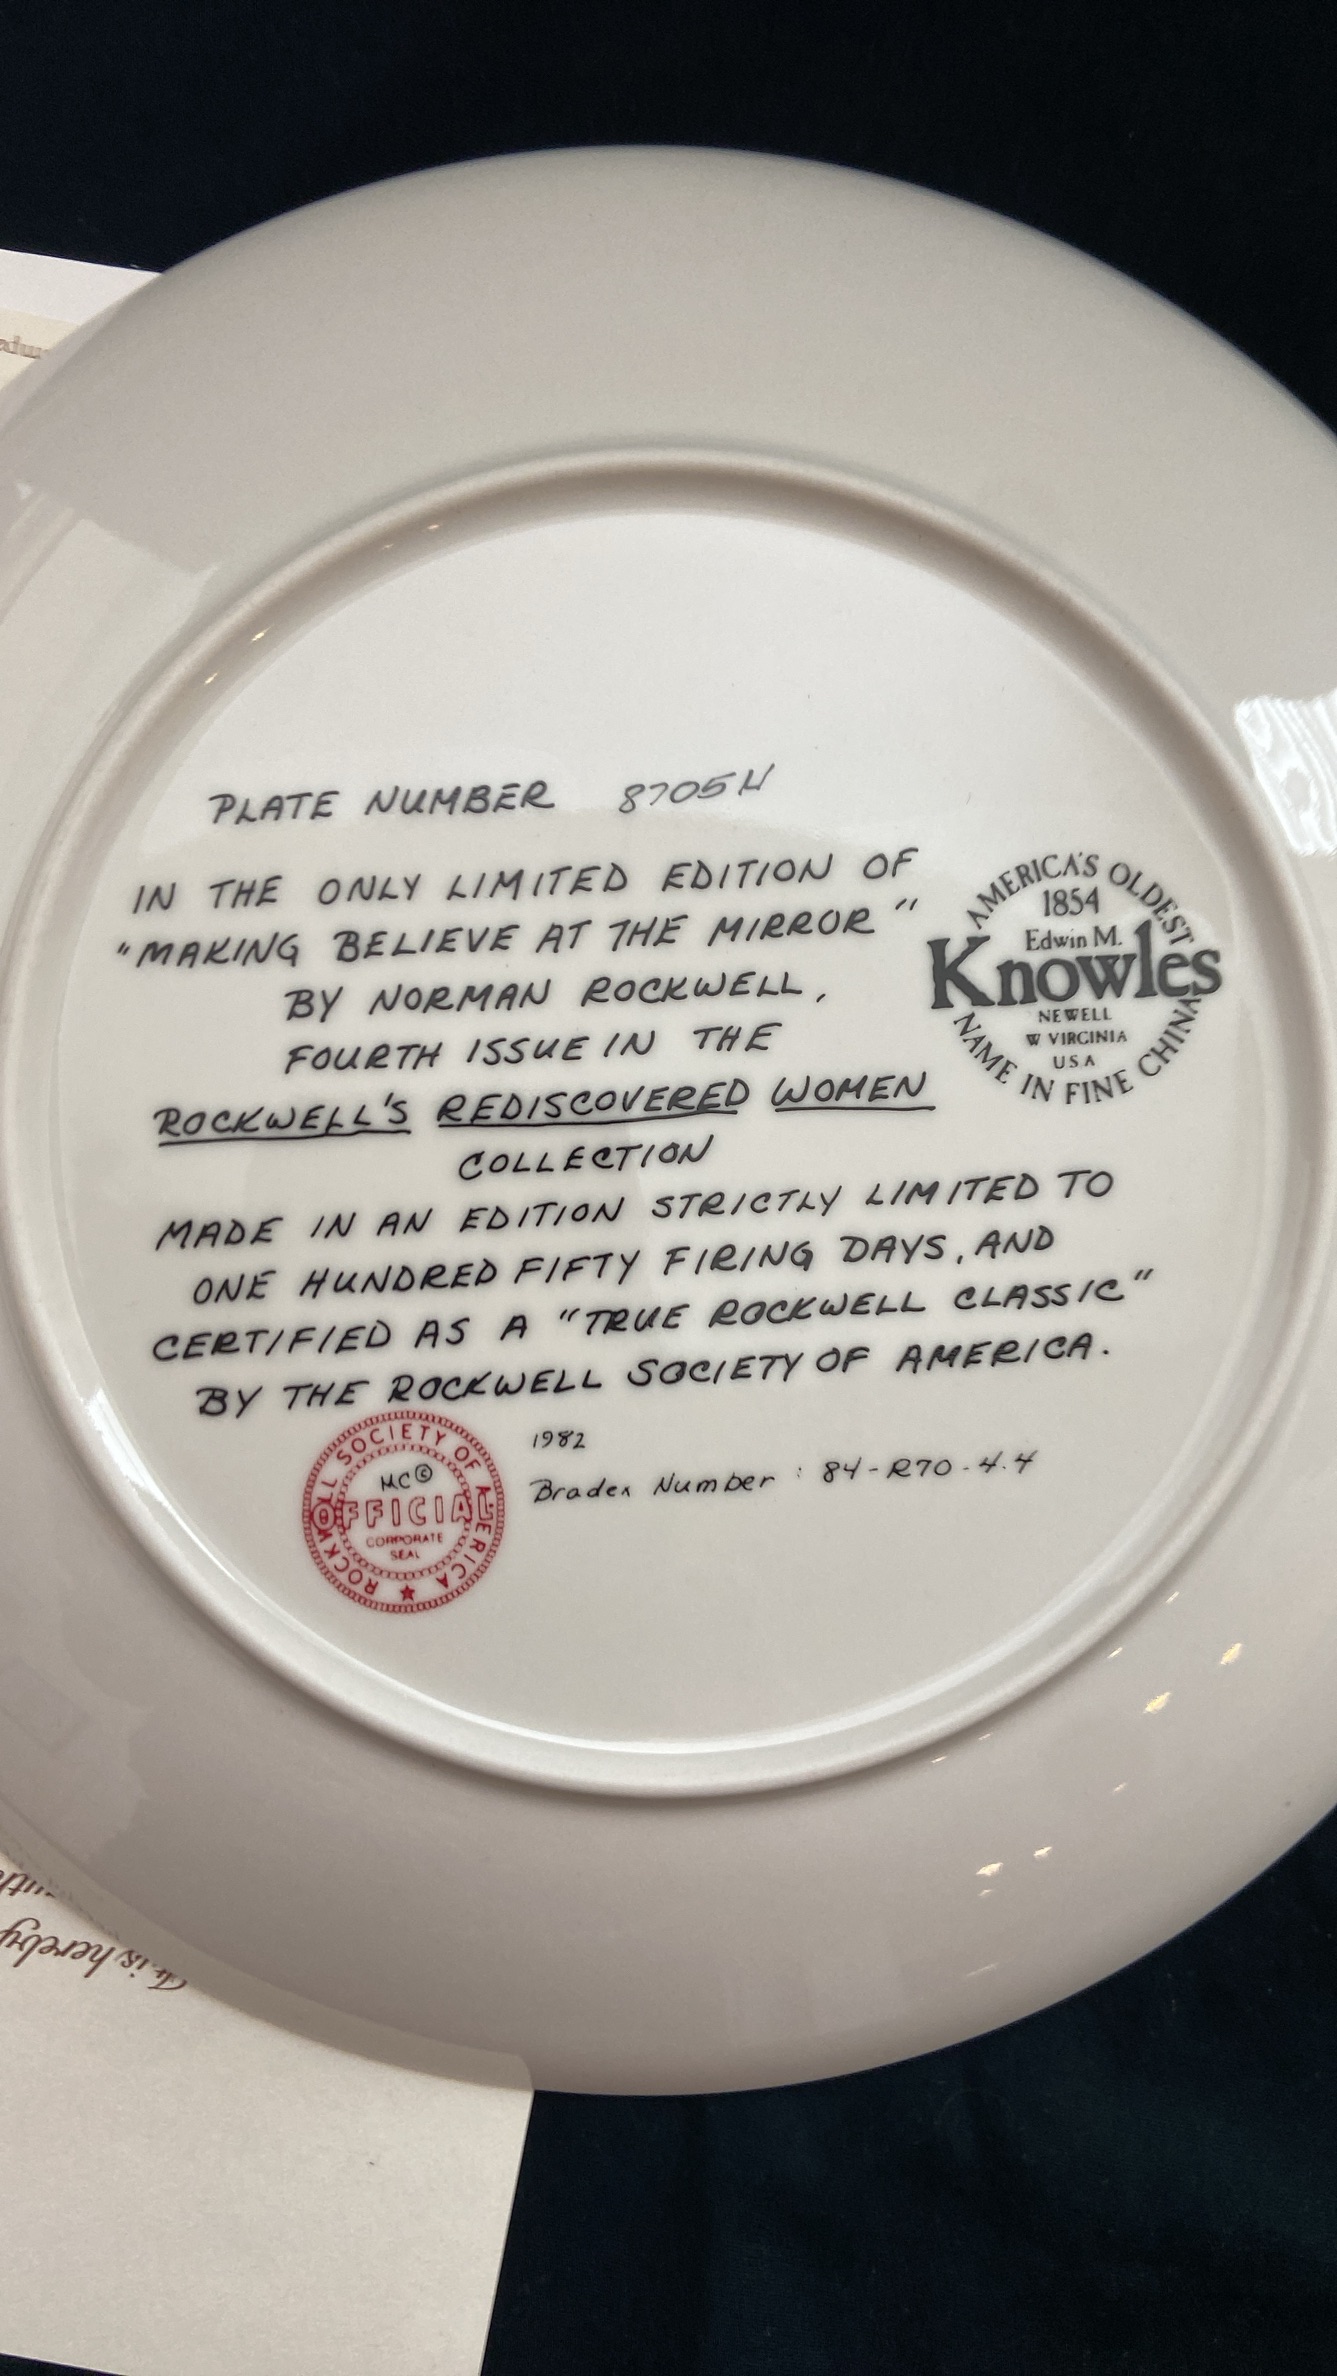 PLATE NUMBER 8705H
IN THE ONLY LIMITED EDITION OF
"MAKING BELIEVE AT THE MIRROR"
BY NORMAN ROCKWELL,
FOURTH ISSUE IN THE
ROCKWELL'S REDISCOVERED WOMEN
COLLECTION
MADE IN AN EDITION STRICTLY LIMITED TO
ONE HUNDRED FIFTY FIRING DAYS, AND
CERTIFIED AS A "TRUE ROCKWELL CLASSIC"
BY THE ROCKWELL SOCIETY OF AMERICA.
AMERICA'S OLDEST
1854
Edwin M.
Knowles
NEWELL
W VIRGINIA
USA
NAME IN FINE CHINA
ROCKWELL SOCIETY OF AMERICA
MC©
OFFICIAL
CORPORATE
SEAL
1982
Bradex Number : 84-R70-4.4
It is hereby